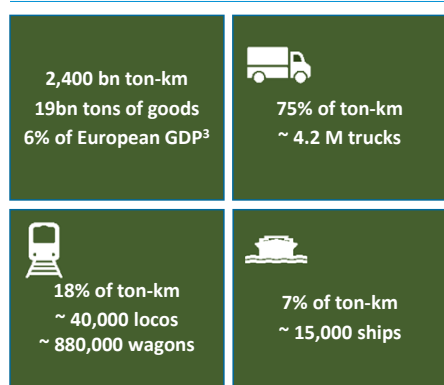 2,400 bn ton-km
19bn tons of goods
6% of European GDP³
75% of ton-km
~ 4.2 M trucks
18% of ton-km
~ 40,000 locos
~ 880,000 wagons
7% of ton-km
~ 15,000 ships